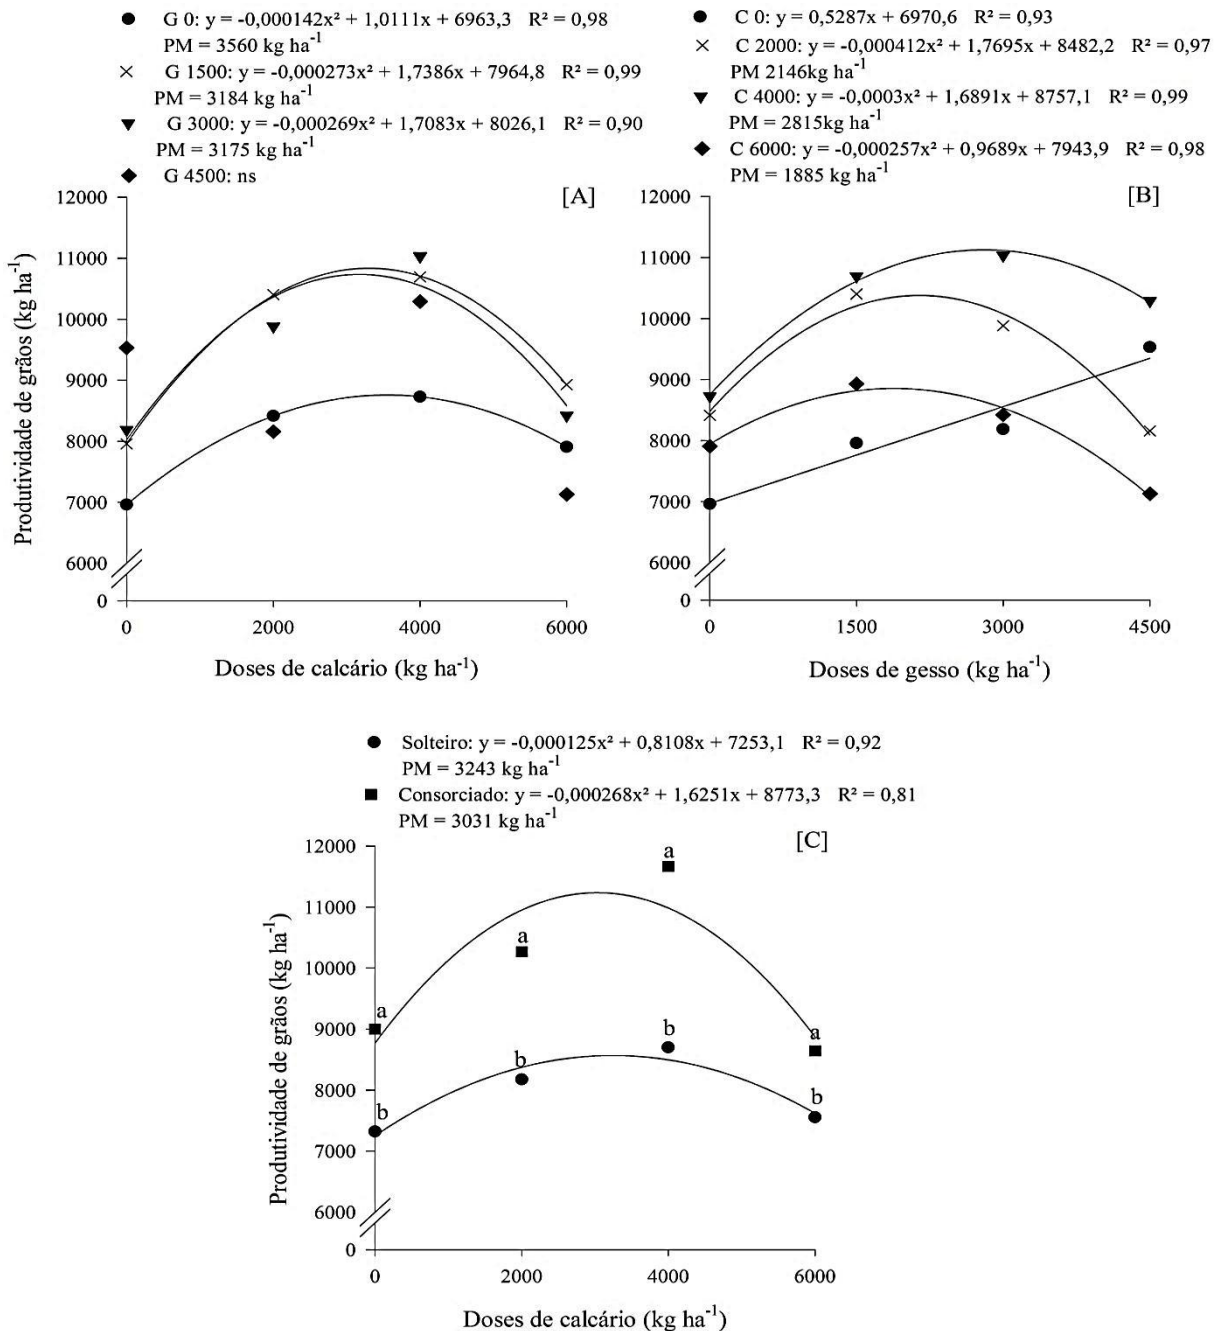 G 0: y = -0,000142x² + 1,0111x + 6963,3 R² = 0,98
PM = 3560 kg ha⁻¹
G 1500: y = -0,000273x² + 1,7386x + 7964,8 R² = 0,99
PM = 3184 kg ha⁻¹
G 3000: y = -0,000269x² + 1,7083x + 8026,1 R² = 0,90
PM = 3175 kg ha⁻¹
G 4500: ns
[A]
12000
11000
10000
9000
8000
7000
6000
0
Produtividade de grãos (kg ha⁻¹)
0 2000 4000 6000
Doses de calcário (kg ha⁻¹)
C 0: y = 0,5287x + 6970,6 R² = 0,93
C 2000: y = -0,000412x² + 1,7695x + 8482,2 R² = 0,97
PM 2146kg ha⁻¹
C 4000: y = -0,0003x² + 1,6891x + 8757,1 R² = 0,99
PM = 2815kg ha⁻¹
C 6000: y = -0,000257x² + 0,9689x + 7943,9 R² = 0,98
PM = 1885 kg ha⁻¹
[B]
12000
11000
10000
9000
8000
7000
6000
0
0 1500 3000 4500
Doses de gesso (kg ha⁻¹)
Solteiro: y = -0,000125x² + 0,8108x + 7253,1 R² = 0,92
PM = 3243 kg ha⁻¹
Consorciado: y = -0,000268x² + 1,6251x + 8773,3 R² = 0,81
PM = 3031 kg ha⁻¹
[C]
12000
11000
10000
9000
8000
7000
6000
0
Produtividade de grãos (kg ha⁻¹)
a a a a
b b b b
0 2000 4000 6000
Doses de calcário (kg ha⁻¹)